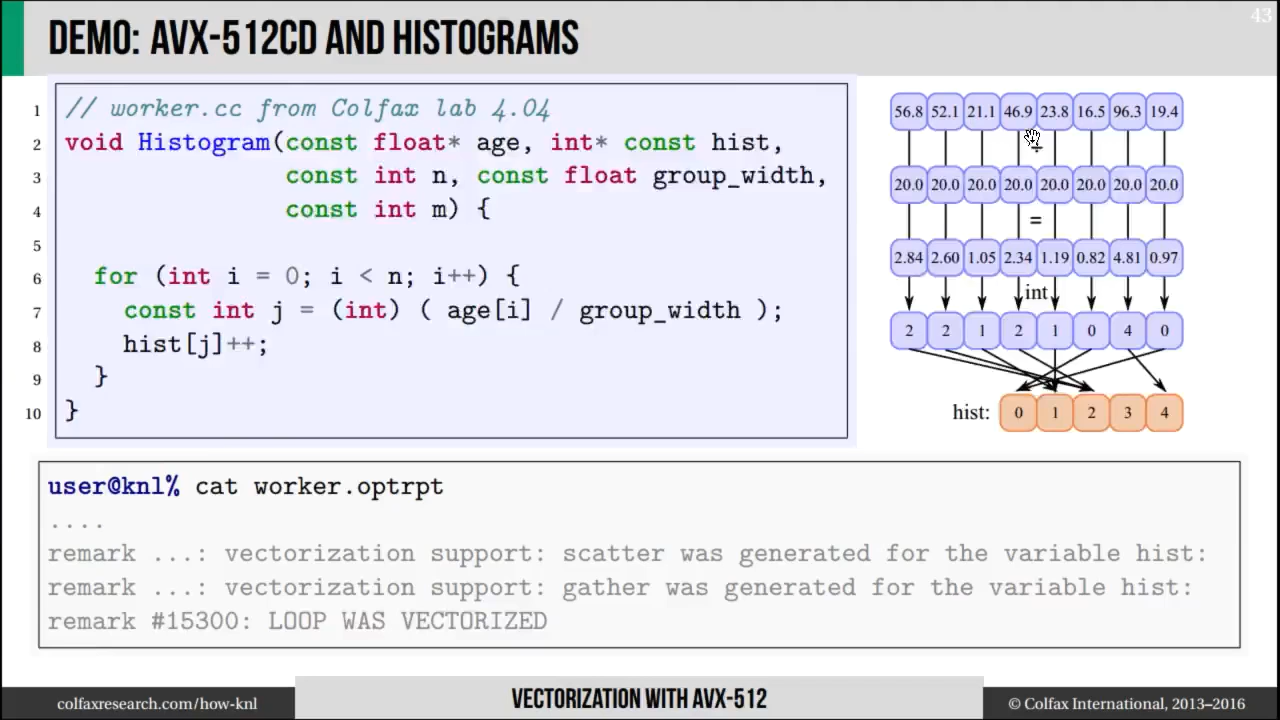 43
DEMO: AVX-512CD AND HISTOGRAMS
1 // worker.cc from Colfax lab 4.04
2 void Histogram(const float* age, int* const hist,
3 const int n, const float group_width,
4 const int m) {
5
6 for (int i = 0; i < n; i++) {
7 const int j = (int) ( age[i] / group_width );
8 hist[j]++;
9 }
10 }
56.8 52.1 21.1 46.9 23.8 16.5 96.3 19.4
÷
20.0 20.0 20.0 20.0 20.0 20.0 20.0 20.0
=
2.84 2.60 1.05 2.34 1.19 0.82 4.81 0.97
int
2 2 1 2 1 0 4 0
hist: 0 1 2 3 4
user@knl% cat worker.optrpt
....
remark ...: vectorization support: scatter was generated for the variable hist:
remark ...: vectorization support: gather was generated for the variable hist:
remark #15300: LOOP WAS VECTORIZED
colfaxresearch.com/how-knl
VECTORIZATION WITH AVX-512
© Colfax International, 2013–2016